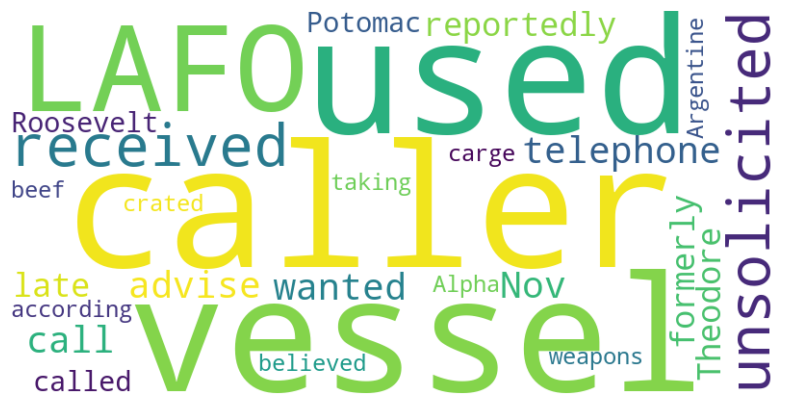 LAFO
used
Potomac
reportedly
Argentine
unsolicited
Roosevelt
received
carge
telephone
beef
crated
taking
caller
formerly
Theodore
late
advise
wanted
Alpha
Nov
according
vessel
call
believed
weapons
called